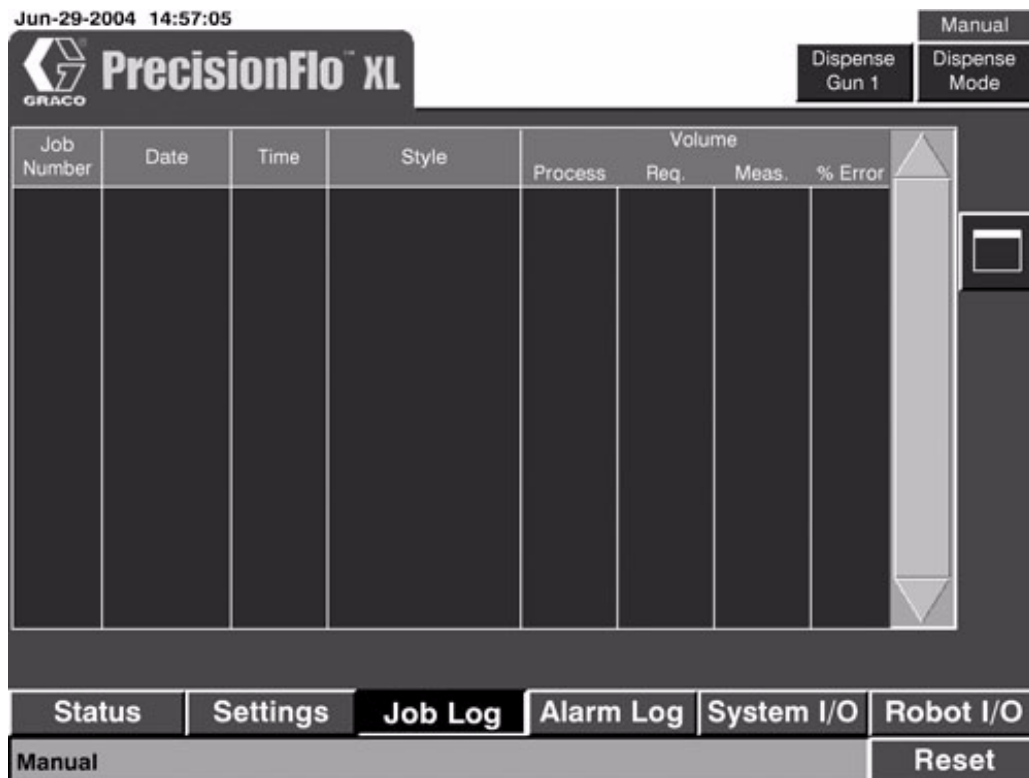 Jun-29-2004 14:57:05
Manual
GRACO
PrecisionFlo™ XL
Dispense
Gun 1
Dispense
Mode
Job
Number
Date
Time
Style
Volume
Process
Req.
Meas.
% Error
Status
Settings
Job Log
Alarm Log
System I/O
Robot I/O
Manual
Reset